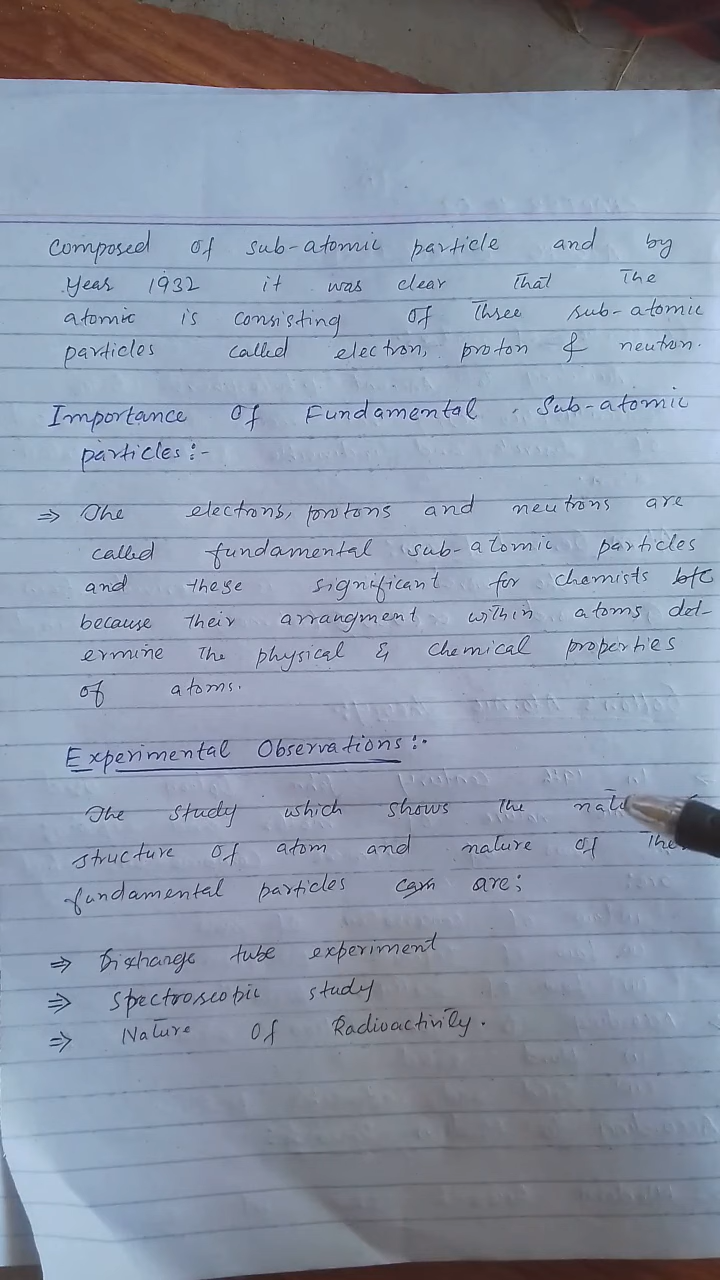 composed of sub-atomic particle and by
Year 1932 it was clear that the
atomic is consisting of three sub-atomic
particles called electron, proton & neutron.
Importance of Fundamental Sub-atomic
particles:-
⇒ The electrons, protons and neutrons are
called fundamental sub-atomic particles
and these significant for chemists
because their arrangment within atoms det-
ermine the physical & chemical properties
of atoms.
Experimental Observations:-
The study which shows the
structure of atom and nature of
fundamental particles are:
⇒ Discharge tube experiment
⇒ Spectroscopic study
⇒ Nature of Radioactivity.